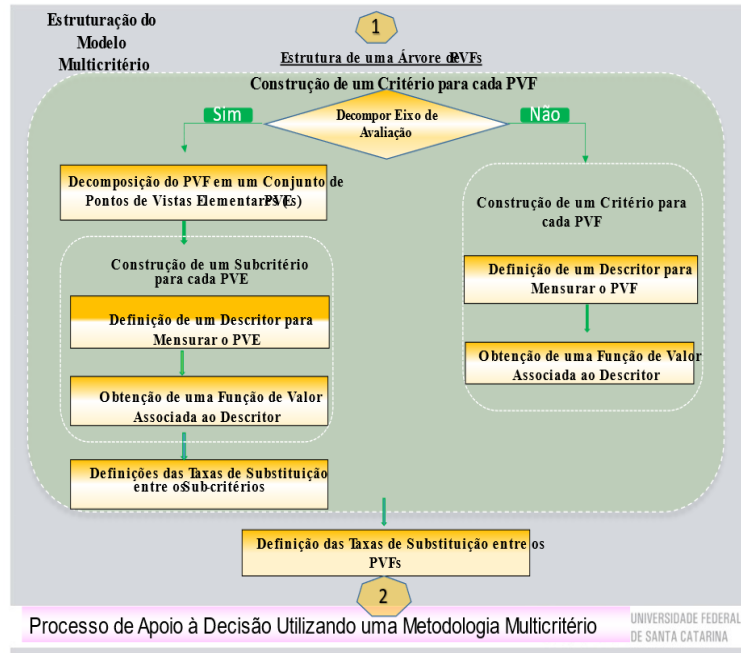 Estruturação do
Modelo
Multicritério
1
Estrutura de uma Árvore de PVFs
Construção de um Critério para cada PVF
Decompor Eixo de
Avaliação
Sim
Não
Decomposição do PVF em um Conjunto de
Pontos de Vistas Elementares (PVEs)
Construção de um Subcritério
para cada PVE
Definição de um Descritor para
Mensurar o PVE
Obtenção de uma Função de Valor
Associada ao Descritor
Definições das Taxas de Substituição
entre os Sub-critérios
Construção de um Critério para
cada PVF
Definição de um Descritor para
Mensurar o PVF
Obtenção de uma Função de Valor
Associada ao Descritor
Definição das Taxas de Substituição entre os
PVFs
2
Processo de Apoio à Decisão Utilizando uma Metodologia Multicritério
UNIVERSIDADE FEDERAL
DE SANTA CATARINA